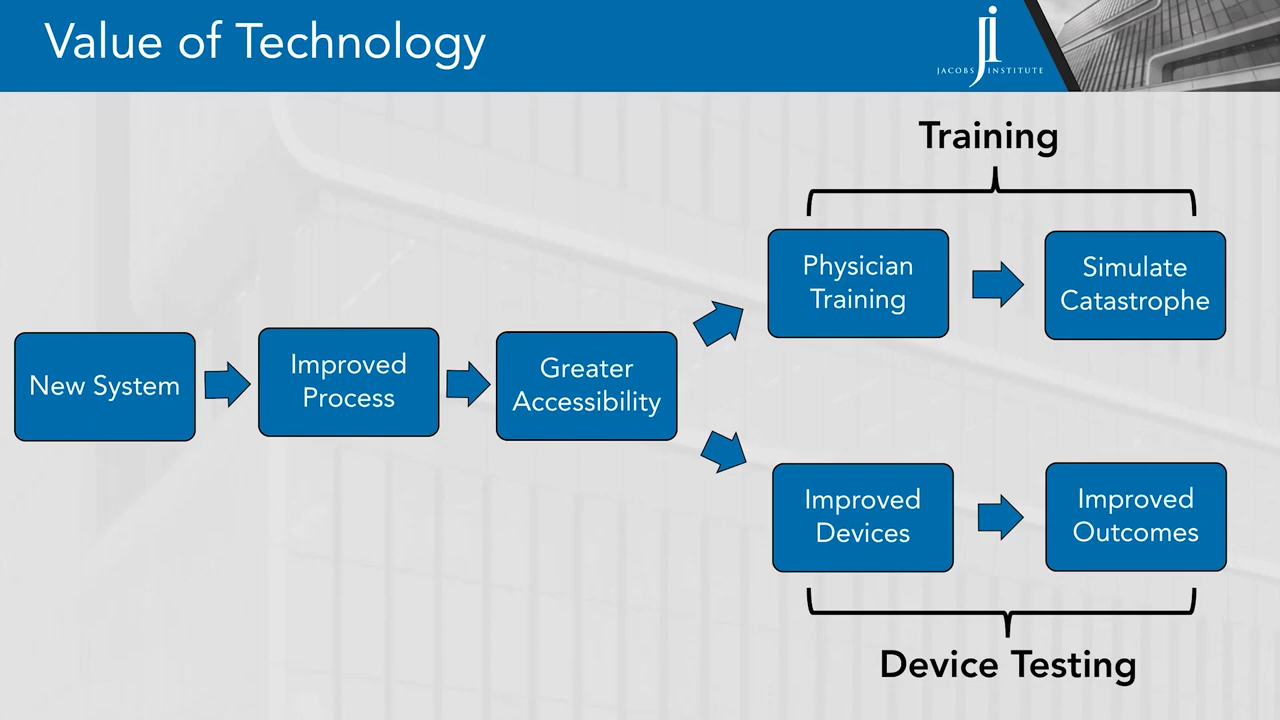 Value of Technology
JACOBS INSTITUTE
Training
Physician
Training
Simulate
Catastrophe
New System
Improved
Process
Greater
Accessibility
Improved
Devices
Improved
Outcomes
Device Testing